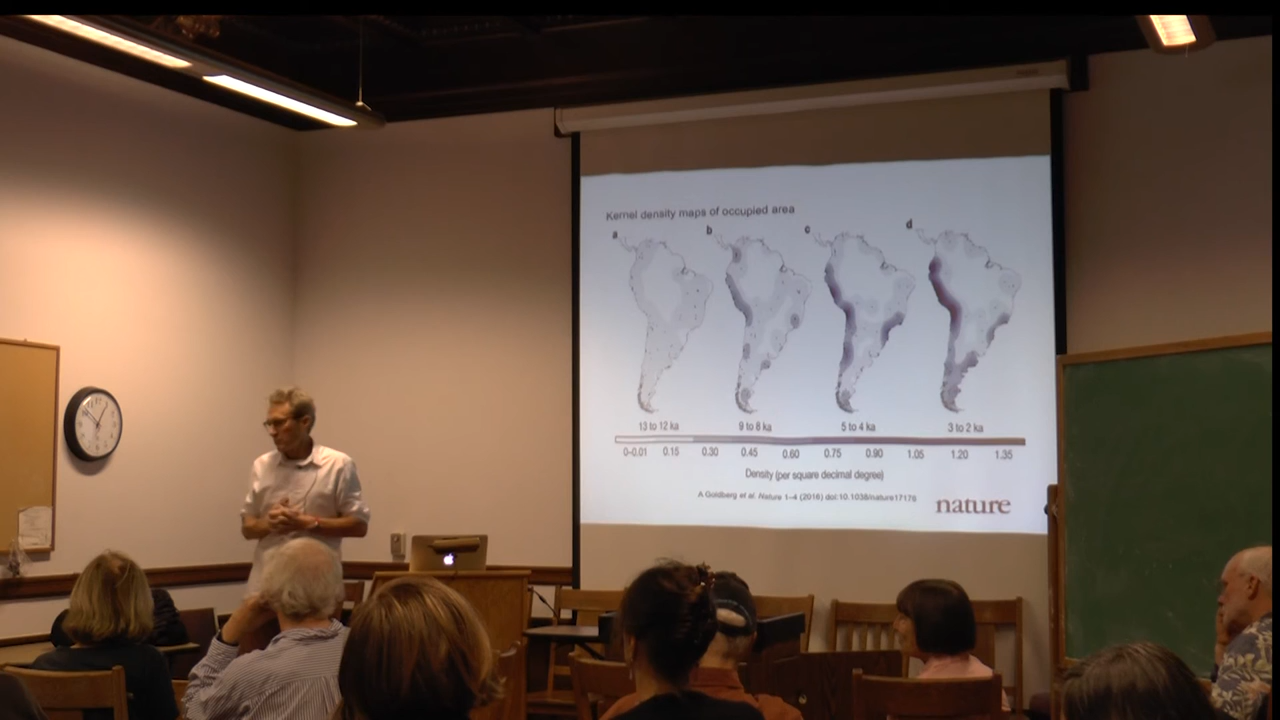 Kernel density maps of occupied area
a b c d
13 to 12 ka 9 to 8 ka 5 to 4 ka 3 to 2 ka
0–0.01 0.15 0.30 0.45 0.60 0.75 0.90 1.05 1.20 1.35
Density (per square decimal degree)
A Goldberg et al. Nature 1–4 (2016) doi:10.1038/nature17176
nature